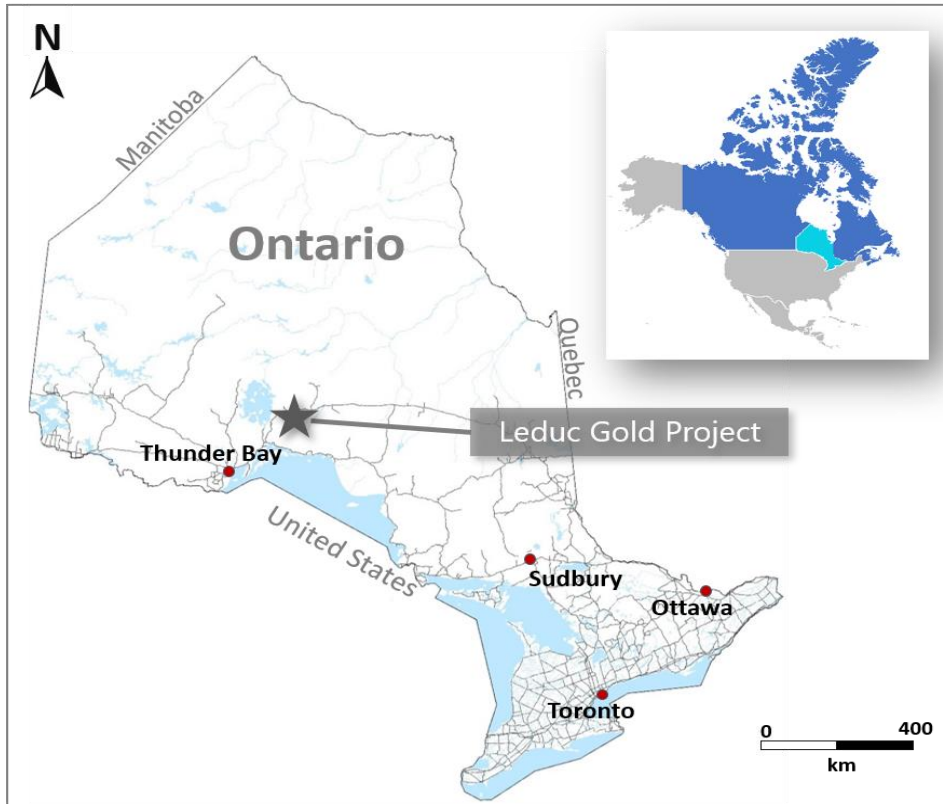 N
Manitoba
Ontario
Quebec
Leduc Gold Project
Thunder Bay
United States
Sudbury
Ottawa
Toronto
0 400
km